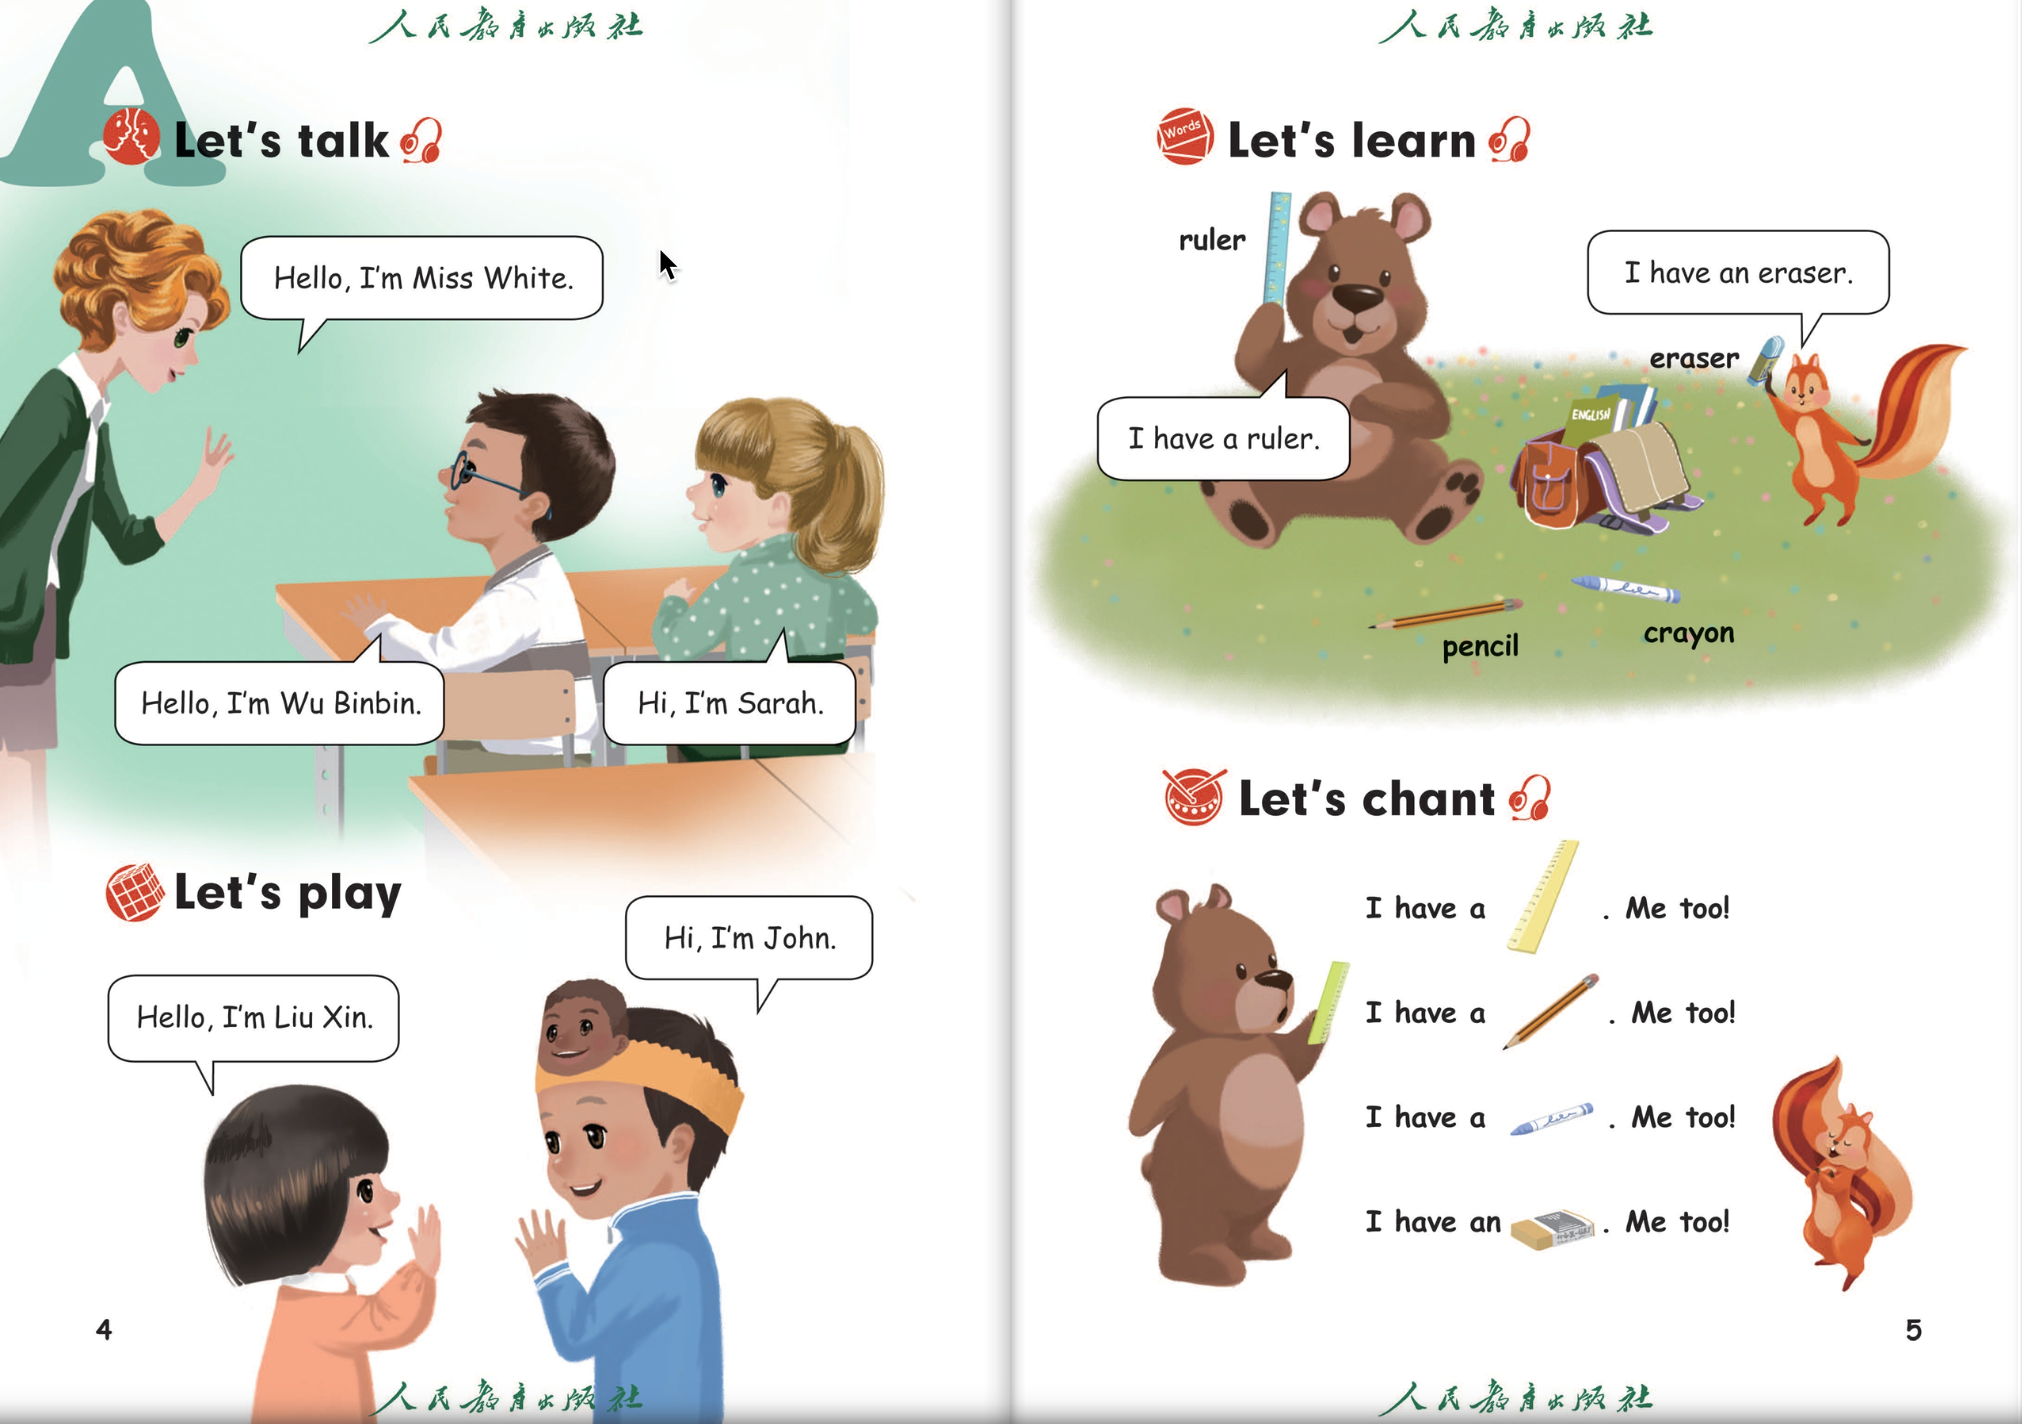 人民教育出版社
A
Let's talk
Hello, I'm Miss White.
Hello, I'm Wu Binbin.
Hi, I'm Sarah.
Let's play
Hi, I'm John.
Hello, I'm Liu Xin.
4
人民教育出版社
人民教育出版社
Words
Let's learn
ruler
I have an eraser.
eraser
ENGLISH
I have a ruler.
pencil
crayon
Let's chant
I have a . Me too!
I have a . Me too!
I have a . Me too!
I have an . Me too!
5
人民教育出版社